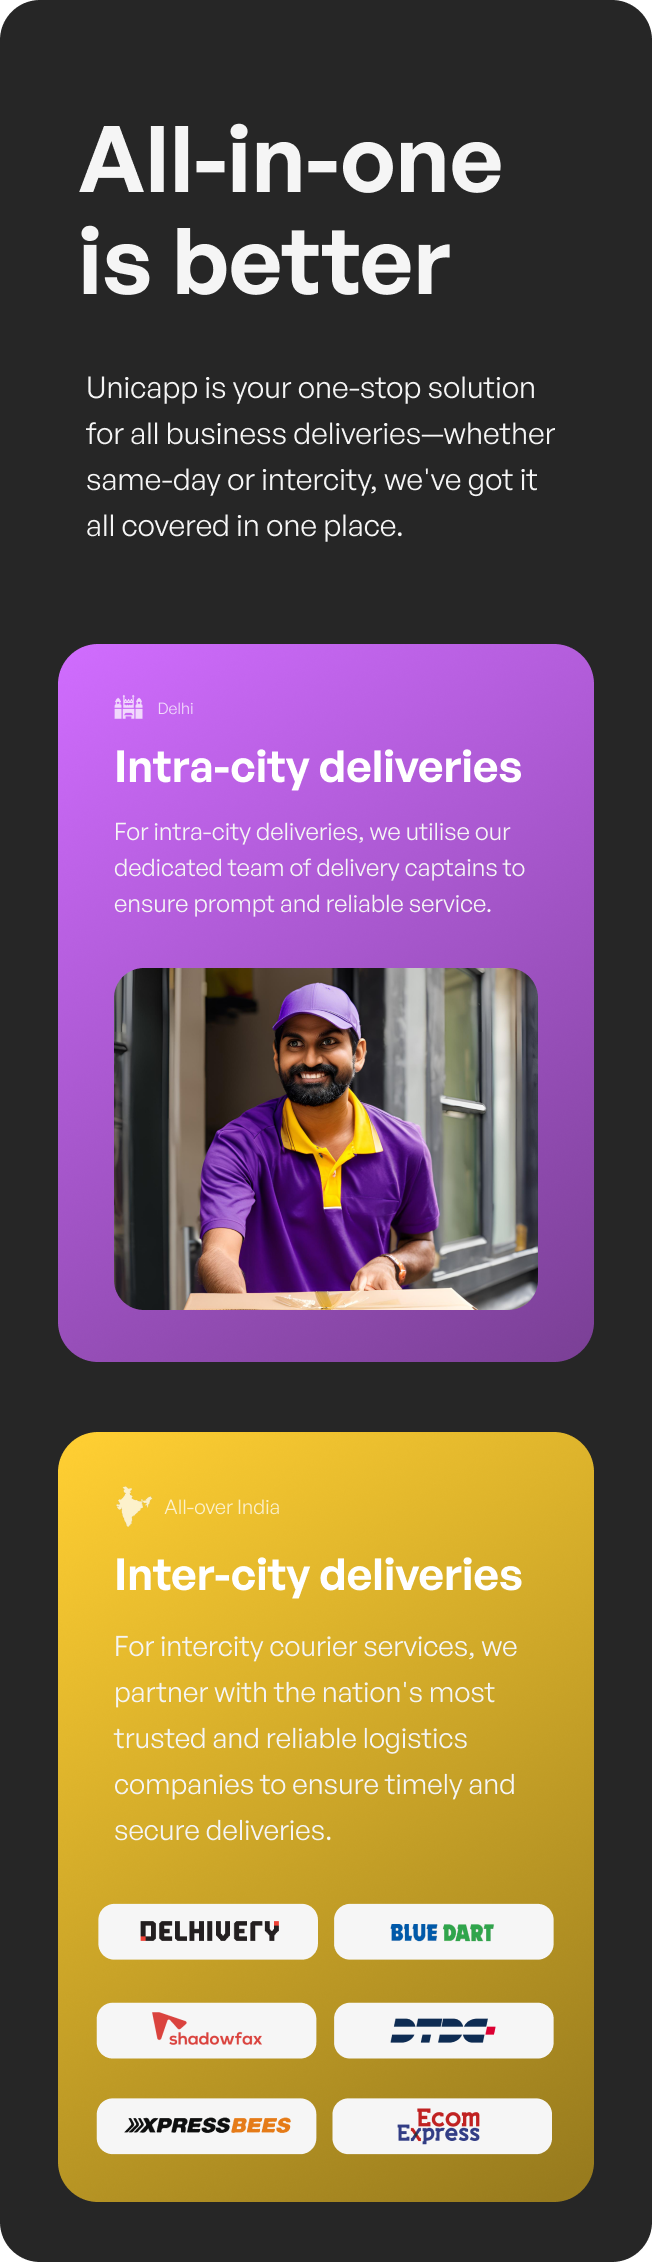 All-in-one
is better
Unicapp is your one-stop solution
for all business deliveries—whether
same-day or intercity, we've got it
all covered in one place.
Delhi
Intra-city deliveries
For intra-city deliveries, we utilise our
dedicated team of delivery captains to
ensure prompt and reliable service.
All-over India
Inter-city deliveries
For intercity courier services, we
partner with the nation's most
trusted and reliable logistics
companies to ensure timely and
secure deliveries.
DELHIVERY
BLUE DART
shadowfax
DTDC
XPRESSBEES
Ecom
Express